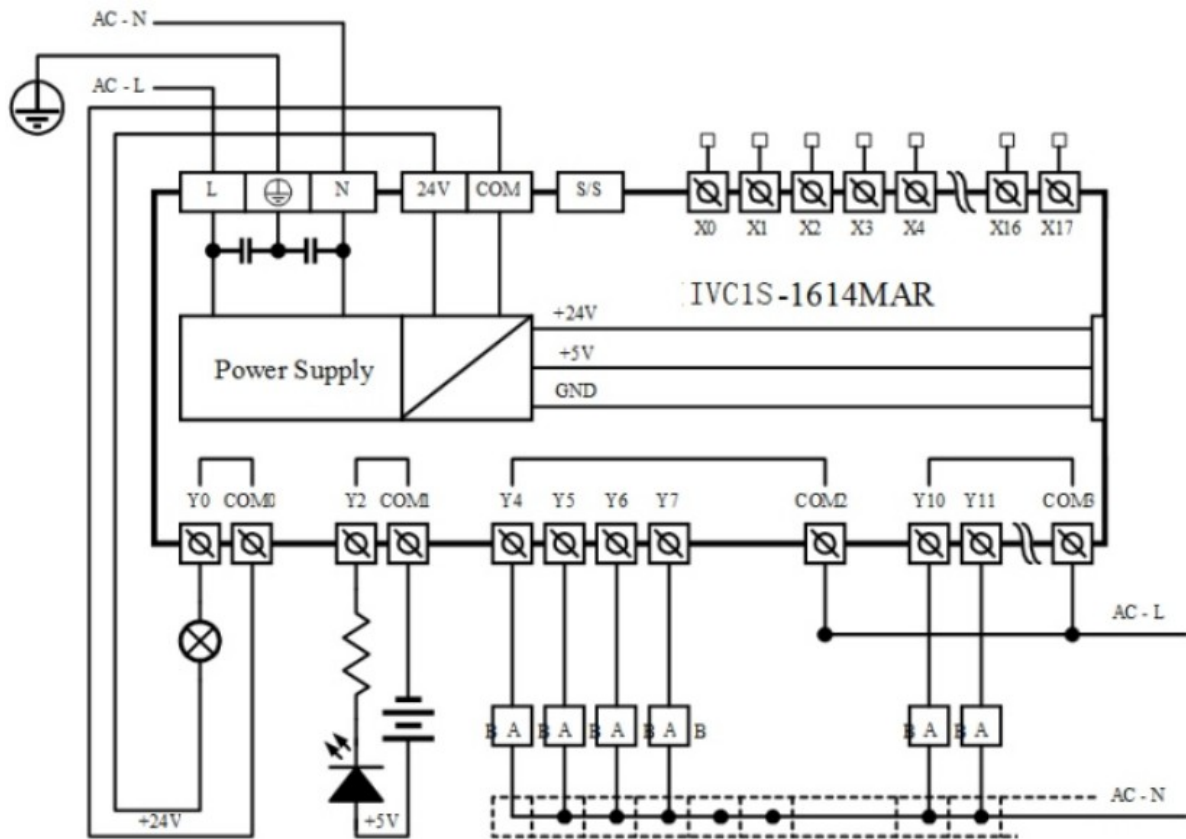 AC - N
AC - L
L N 24V COM S/S
X0 X1 X2 X3 X4 X16 X17
IVC1S-1614MAR
+24V
Power Supply
+5V
GND
Y0 COM0 Y2 COM1 Y4 Y5 Y6 Y7 COM2 Y10 Y11 COM3
AC - L
B A B A B A B A B B A B A
AC - N
+24V +5V